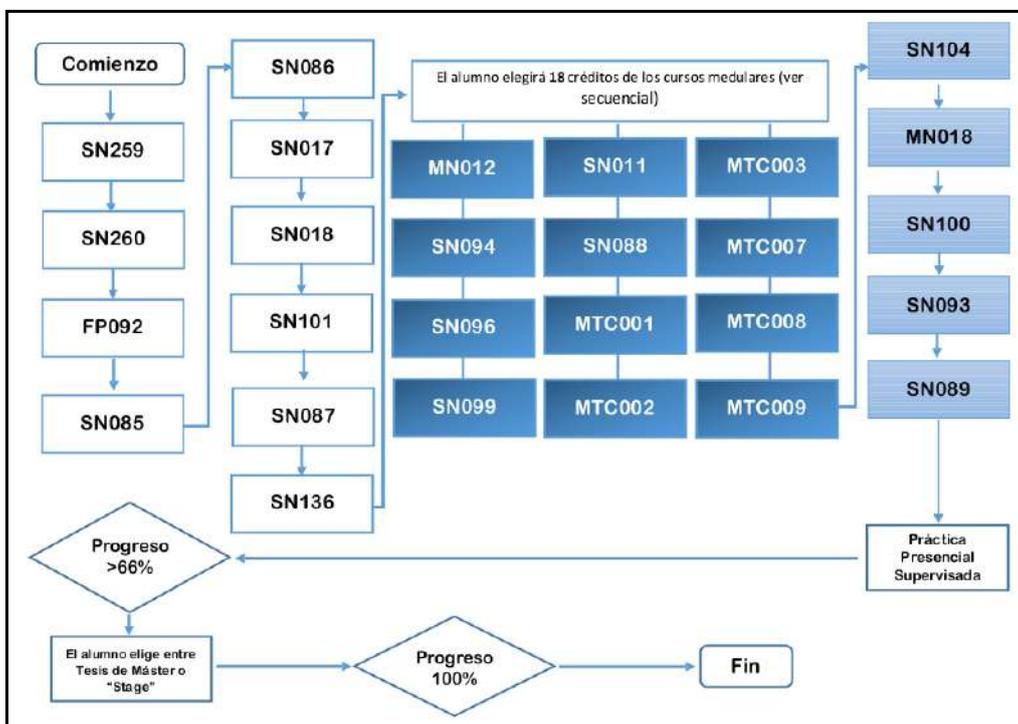 Comienzo
SN259
SN260
FP092
SN085
SN086
SN017
SN018
SN101
SN087
SN136
El alumno elegirá 18 créditos de los cursos medulares (ver
secuencial)
MN012
SN094
SN096
SN099
SN011
SN088
MTC001
MTC002
MTC003
MTC007
MTC008
MTC009
SN104
MN018
SN100
SN093
SN089
Práctica
Presencial
Supervisada
Progreso
>66%
El alumno elige entre
Tesis de Máster o
“Stage”
Progreso
100%
Fin